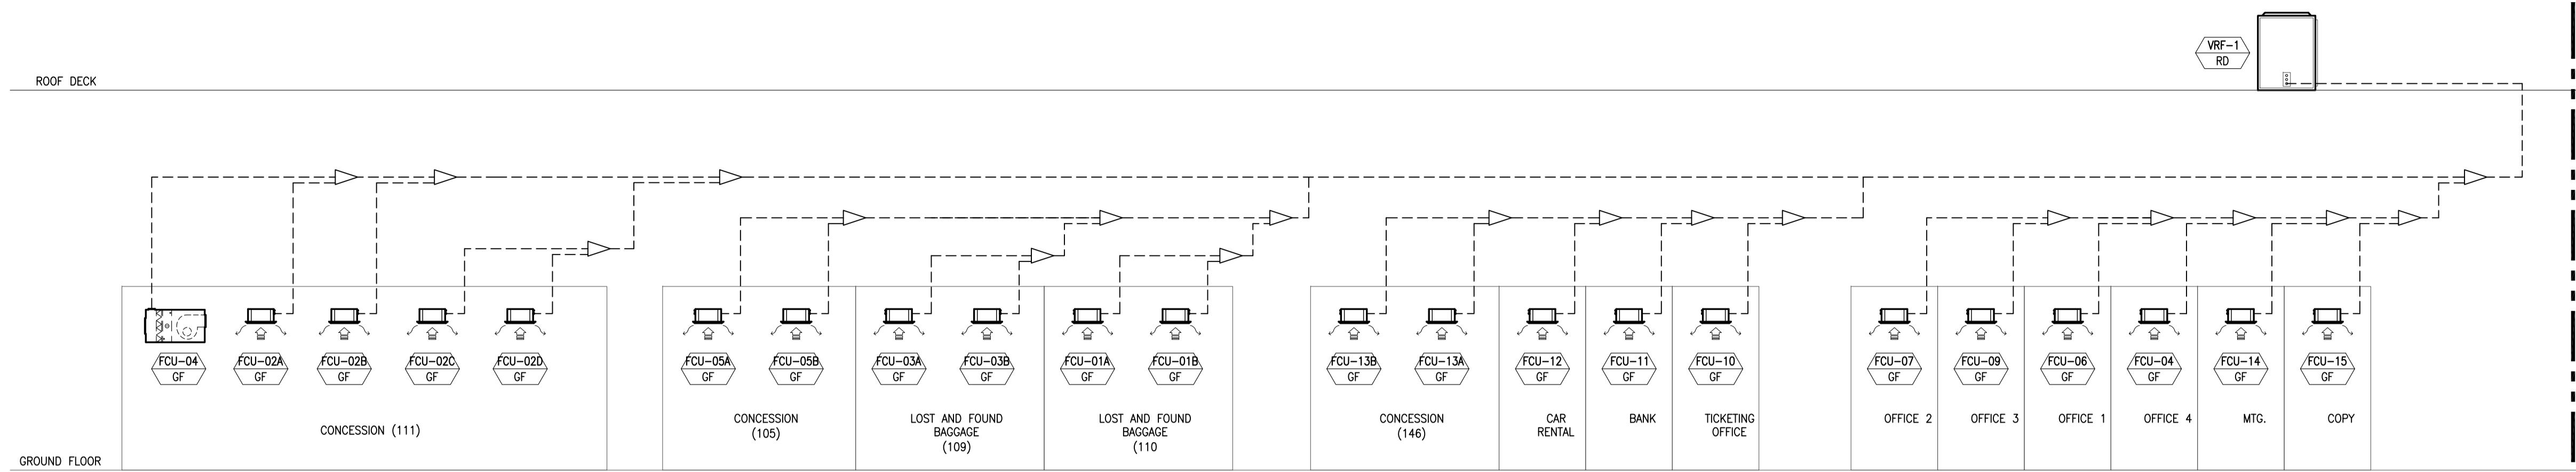 VRF-1
RD
ROOF DECK
FCU-04
GF
FCU-02A
GF
FCU-02B
GF
FCU-02C
GF
FCU-02D
GF
FCU-05A
GF
FCU-05B
GF
FCU-03A
GF
FCU-03B
GF
FCU-01A
GF
FCU-01B
GF
FCU-13B
GF
FCU-13A
GF
FCU-12
GF
FCU-11
GF
FCU-10
GF
FCU-07
GF
FCU-09
GF
FCU-06
GF
FCU-04
GF
FCU-14
GF
FCU-15
GF
CONCESSION (111)
CONCESSION
(105)
LOST AND FOUND
BAGGAGE
(109)
LOST AND FOUND
BAGGAGE
(110
CONCESSION
(146)
CAR
RENTAL
BANK
TICKETING
OFFICE
OFFICE 2
OFFICE 3
OFFICE 1
OFFICE 4
MTG.
COPY
GROUND FLOOR